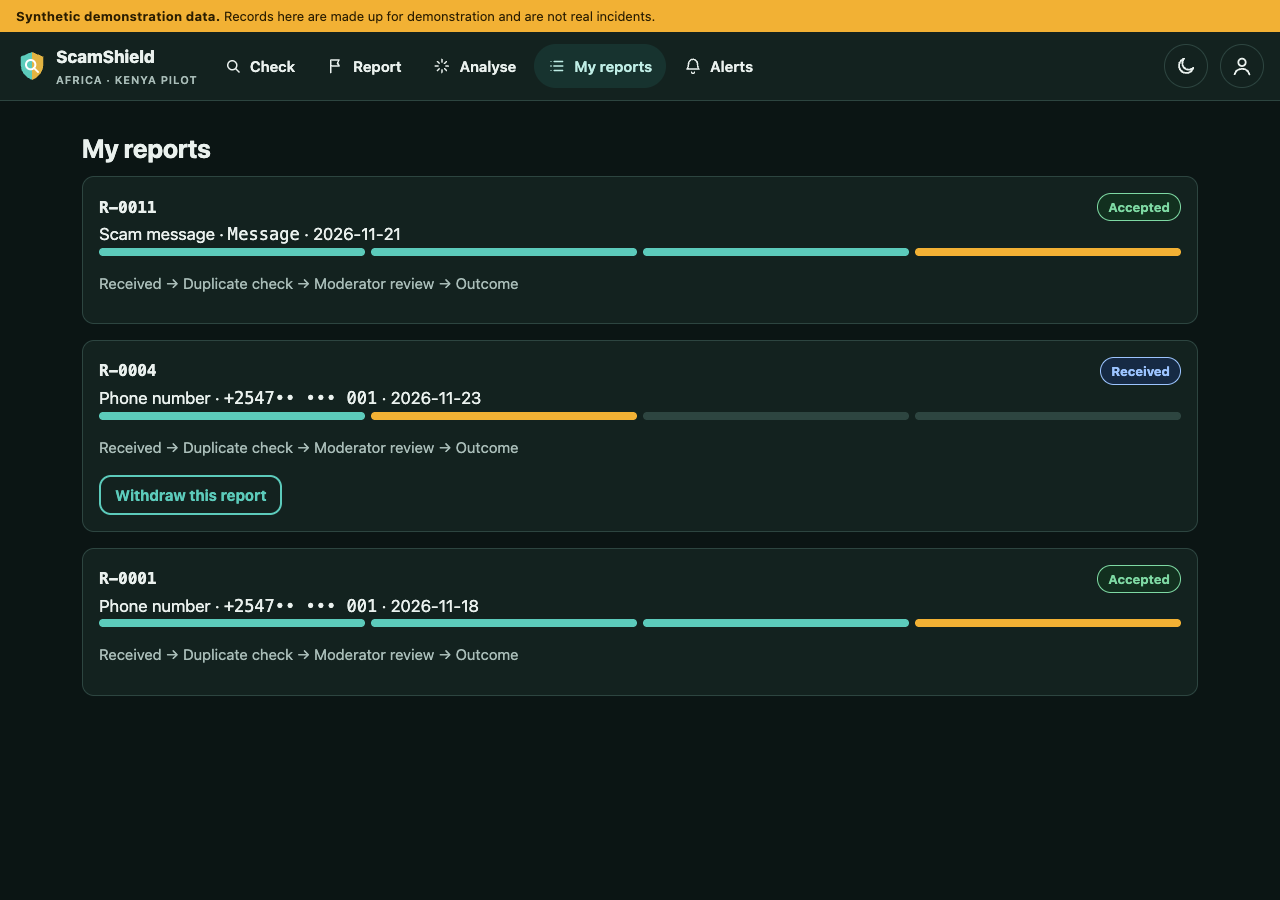 Synthetic demonstration data. Records here are made up for demonstration and are not real incidents.
ScamShield
AFRICA · KENYA PILOT
Check
Report
Analyse
My reports
Alerts
My reports
R-0011
Accepted
Scam message · Message · 2026-11-21
Received → Duplicate check → Moderator review → Outcome
R-0004
Received
Phone number · +2547•• ••• 001 · 2026-11-23
Received → Duplicate check → Moderator review → Outcome
Withdraw this report
R-0001
Accepted
Phone number · +2547•• ••• 001 · 2026-11-18
Received → Duplicate check → Moderator review → Outcome